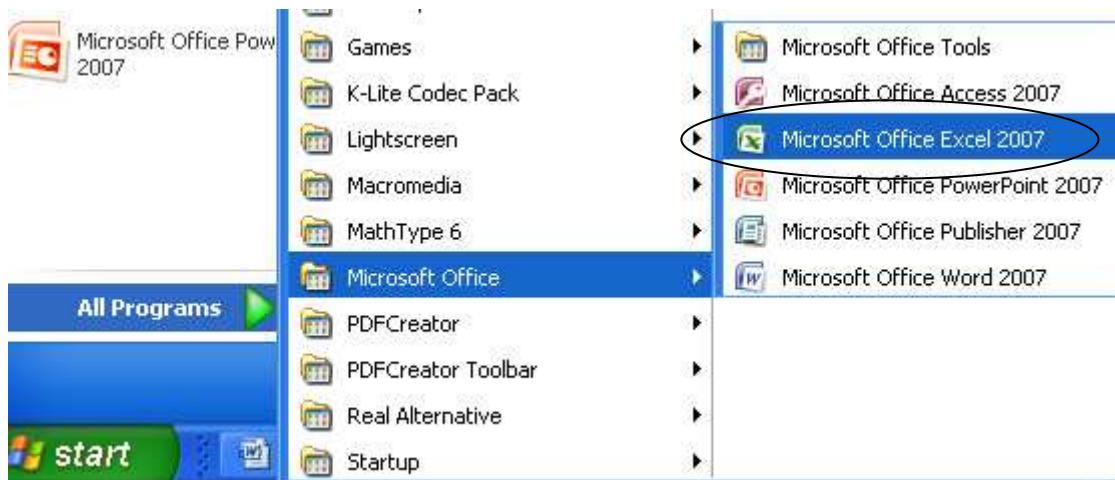 Microsoft Office Pow
2007
All Programs
start
Games
K-Lite Codec Pack
Lightscreen
Macromedia
MathType 6
Microsoft Office
PDFCreator
PDFCreator Toolbar
Real Alternative
Startup
Microsoft Office Tools
Microsoft Office Access 2007
Microsoft Office Excel 2007
Microsoft Office PowerPoint 2007
Microsoft Office Publisher 2007
Microsoft Office Word 2007